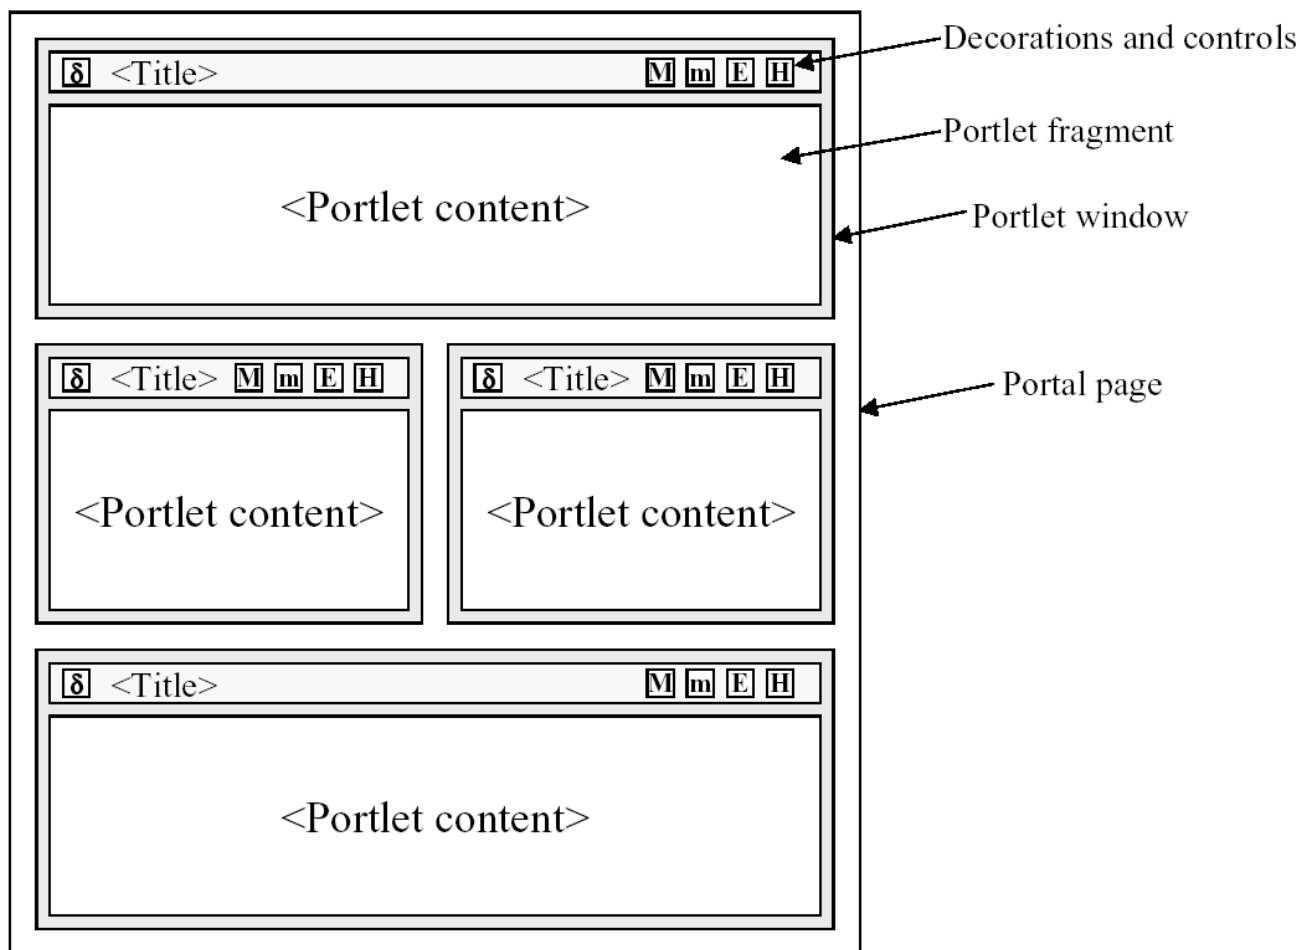 Decorations and controls
δ <Title> M m E H
Portlet fragment
<Portlet content>
Portlet window
δ <Title> M m E H
δ <Title> M m E H
Portal page
<Portlet content>
<Portlet content>
δ <Title> M m E H
<Portlet content>